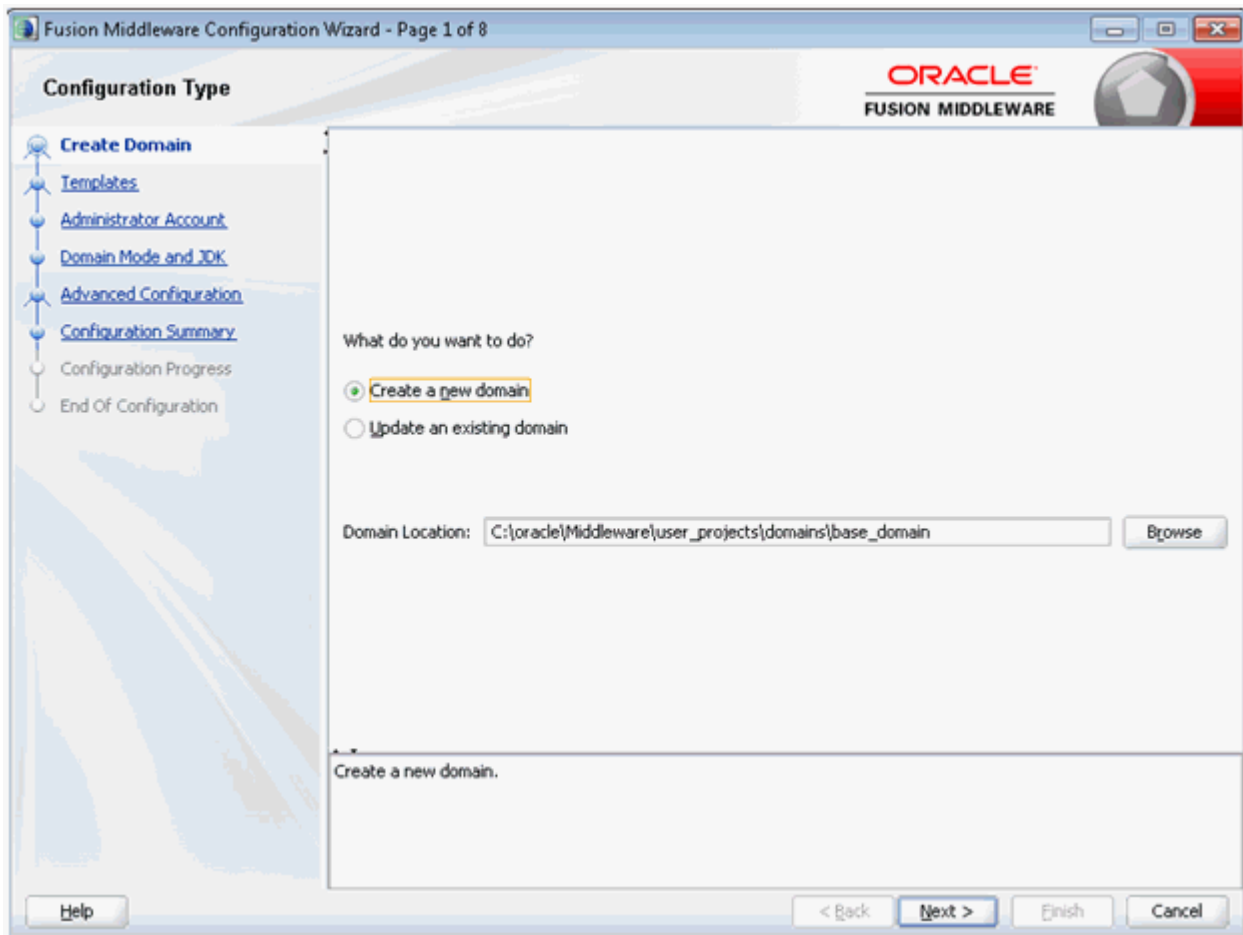 Fusion Middleware Configuration Wizard - Page 1 of 8
Configuration Type
ORACLE
FUSION MIDDLEWARE
Create Domain
Templates
Administrator Account
Domain Mode and JDK
Advanced Configuration
Configuration Summary
Configuration Progress
End Of Configuration
What do you want to do?
Create a new domain
Update an existing domain
Domain Location: C:\oracle\Middleware\user_projects\domains\base_domain Browse
Create a new domain.
Help < Back Next > Finish Cancel